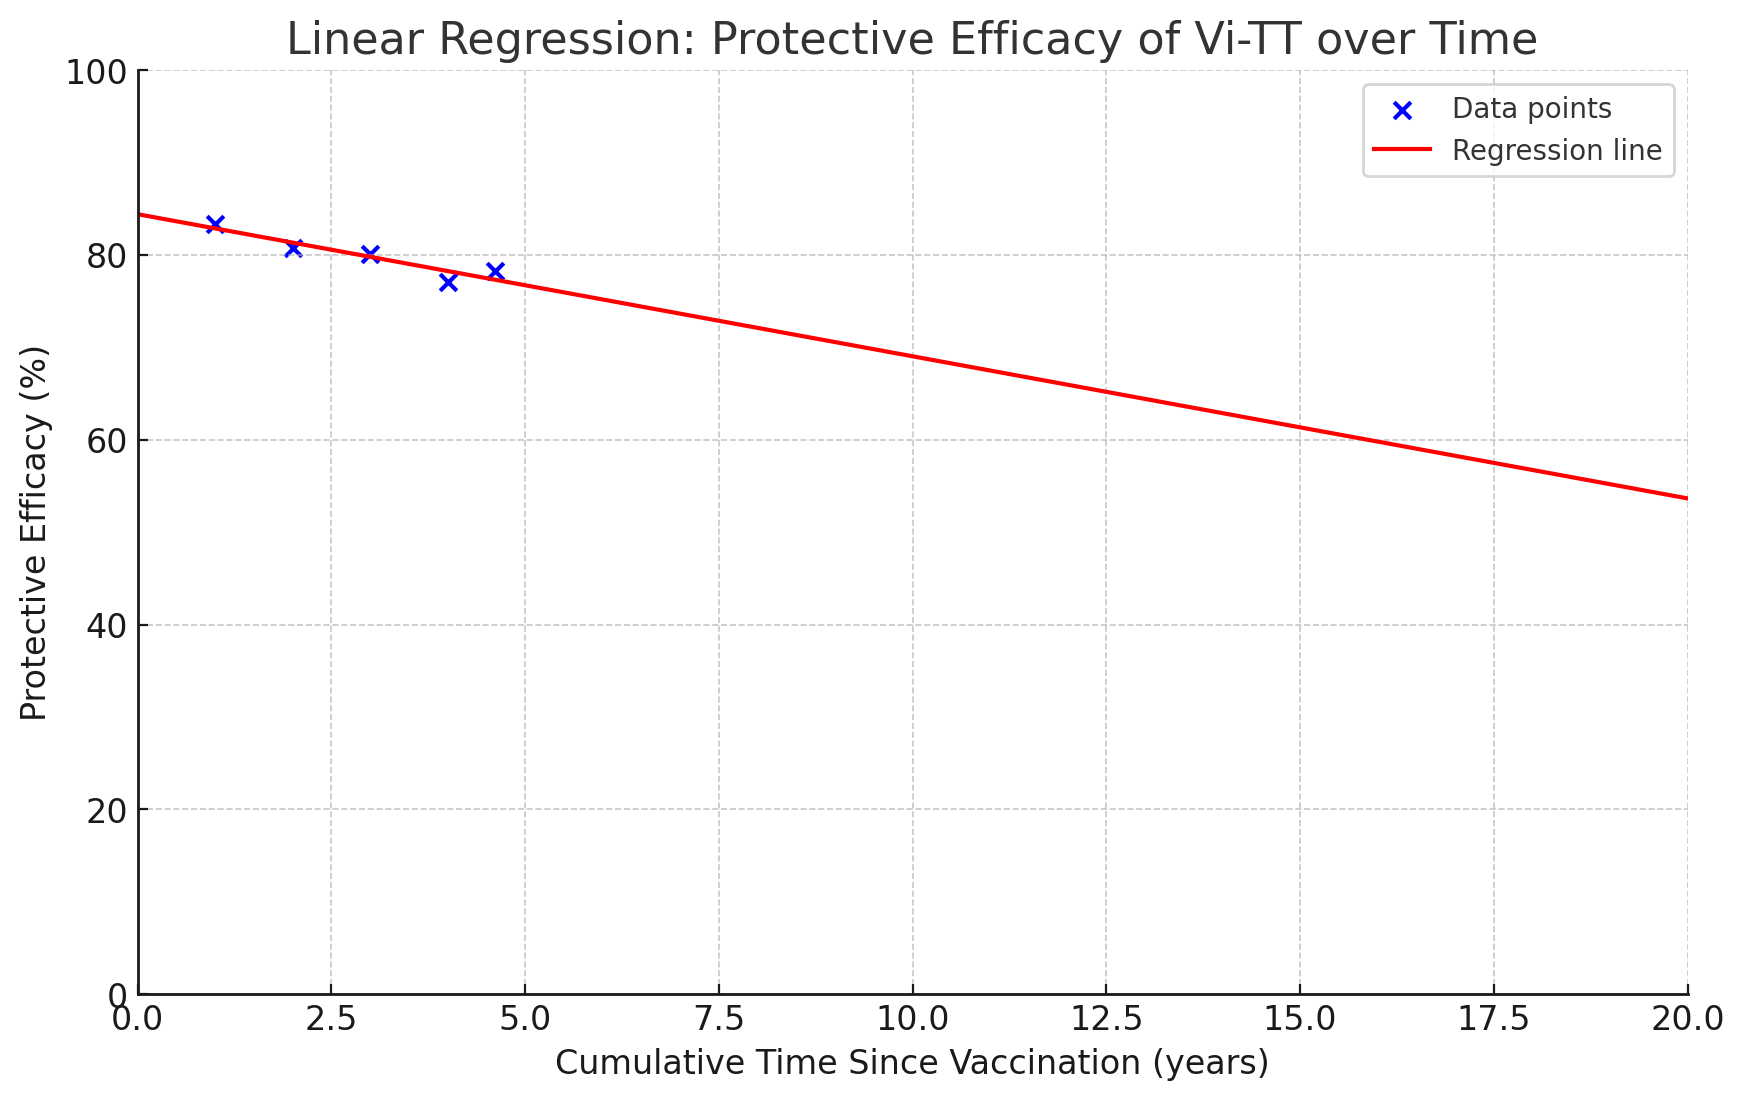 Linear Regression: Protective Efficacy of Vi-TT over Time
Data points
Regression line
Protective Efficacy (%)
100
80
60
40
20
0
0.0 2.5 5.0 7.5 10.0 12.5 15.0 17.5 20.0
Cumulative Time Since Vaccination (years)